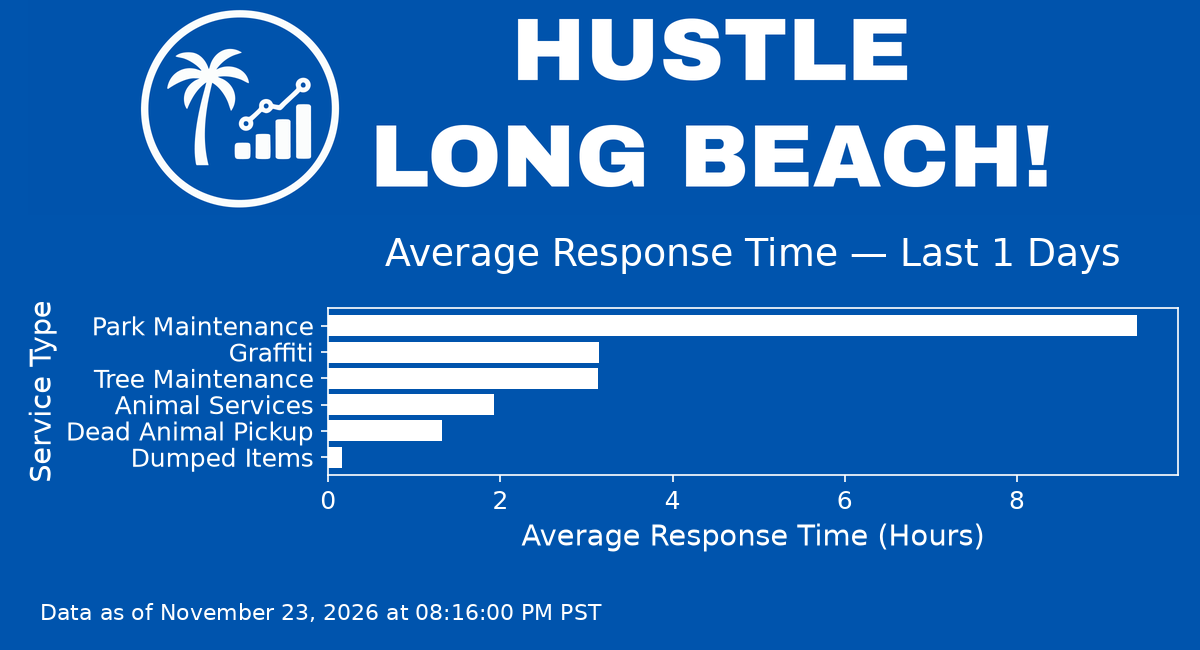 HUSTLE
LONG BEACH!
Average Response Time — Last 1 Days
Service Type
Park Maintenance
Graffiti
Tree Maintenance
Animal Services
Dead Animal Pickup
Dumped Items
0 2 4 6 8
Average Response Time (Hours)
Data as of November 23, 2026 at 08:16:00 PM PST